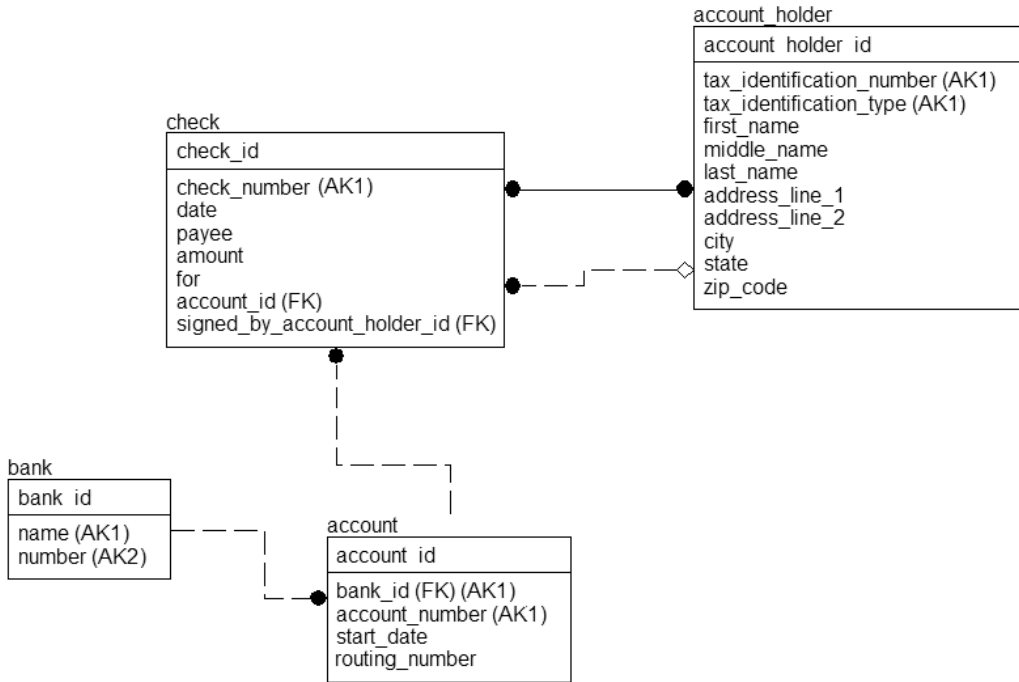 account_holder
account_holder_id
tax_identification_number (AK1)
tax_identification_type (AK1)
first_name
middle_name
last_name
address_line_1
address_line_2
city
state
zip_code
check
check_id
check_number (AK1)
date
payee
amount
for
account_id (FK)
signed_by_account_holder_id (FK)
bank
bank_id
name (AK1)
number (AK2)
account
account_id
bank_id (FK) (AK1)
account_number (AK1)
start_date
routing_number